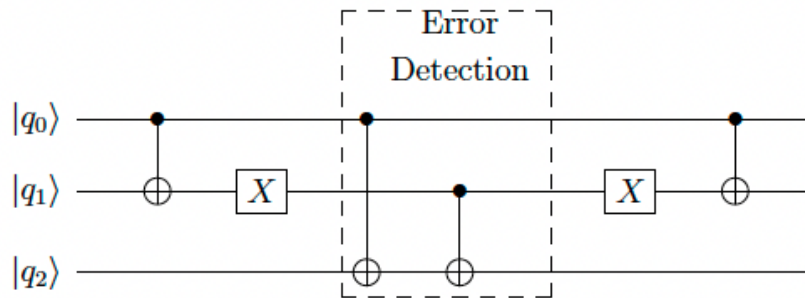 Error
Detection
|q₀⟩
|q₁⟩ X X
|q₂⟩